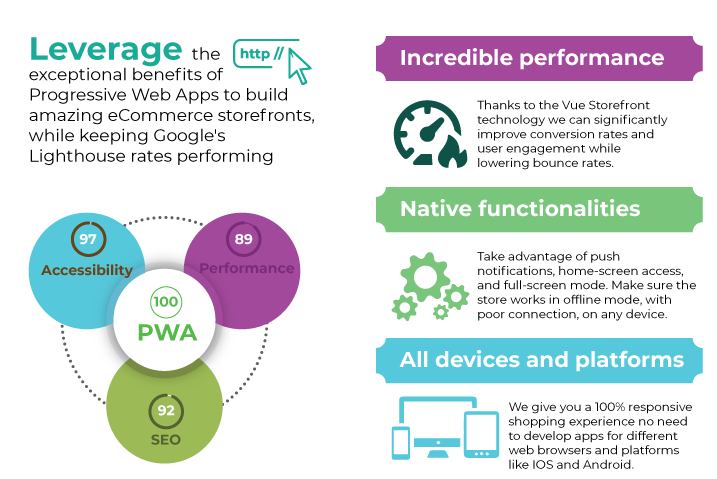 Leverage the
http //
exceptional benefits of
Progressive Web Apps to build
amazing eCommerce storefronts,
while keeping Google's
Lighthouse rates performing
97
Accessibility
89
Performance
100
PWA
92
SEO
Incredible performance
Thanks to the Vue Storefront
technology we can significantly
improve conversion rates and
user engagement while
lowering bounce rates.
Native functionalities
Take advantage of push
notifications, home-screen access,
and full-screen mode. Make sure the
store works in offline mode, with
poor connection, on any device.
All devices and platforms
We give you a 100% responsive
shopping experience no need
to develop apps for different
web browsers and platforms
like IOS and Android.